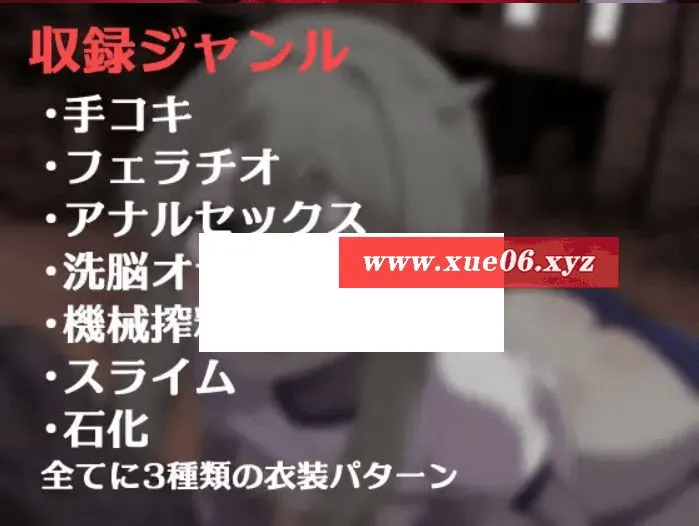 収録ジャンル
・手コキ
・フェラチオ
・アナルセックス
・洗脳オ
www.xue06.xyz
・機械搾
・スライム
・石化
全てに3種類の衣装パターン